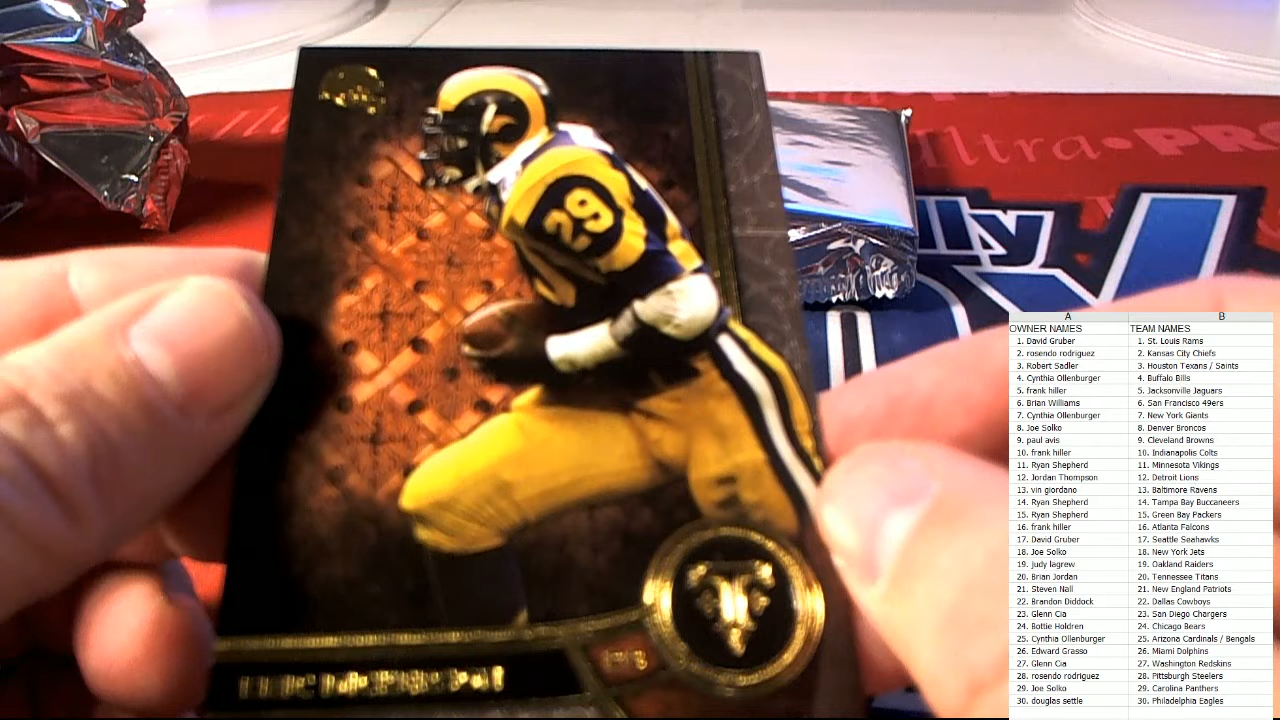 Ultra•PRO
lly
29
A B
OWNER NAMES TEAM NAMES
1. David Gruber 1. St. Louis Rams
2. rosendo rodriguez 2. Kansas City Chiefs
3. Robert Sadler 3. Houston Texans / Saints
4. Cynthia Ollenburger 4. Buffalo Bills
5. frank hiller 5. Jacksonville Jaguars
6. Brian Williams 6. San Francisco 49ers
7. Cynthia Ollenburger 7. New York Giants
8. Joe Solko 8. Denver Broncos
9. paul avis 9. Cleveland Browns
10. frank hiller 10. Indianapolis Colts
11. Ryan Shepherd 11. Minnesota Vikings
12. Jordan Thompson 12. Detroit Lions
13. vin giordano 13. Baltimore Ravens
14. Ryan Shepherd 14. Tampa Bay Buccaneers
15. Ryan Shepherd 15. Green Bay Packers
16. frank hiller 16. Atlanta Falcons
17. David Gruber 17. Seattle Seahawks
18. Joe Solko 18. New York Jets
19. judy lagrew 19. Oakland Raiders
20. Brian Jordan 20. Tennessee Titans
21. Steven Nall 21. New England Patriots
22. Brandon Diddock 22. Dallas Cowboys
23. Glenn Cia 23. San Diego Chargers
24. Bottie Holdren 24. Chicago Bears
25. Cynthia Ollenburger 25. Arizona Cardinals / Bengals
26. Edward Grasso 26. Miami Dolphins
27. Glenn Cia 27. Washington Redskins
28. rosendo rodriguez 28. Pittsburgh Steelers
29. Joe Solko 29. Carolina Panthers
30. douglas settle 30. Philadelphia Eagles